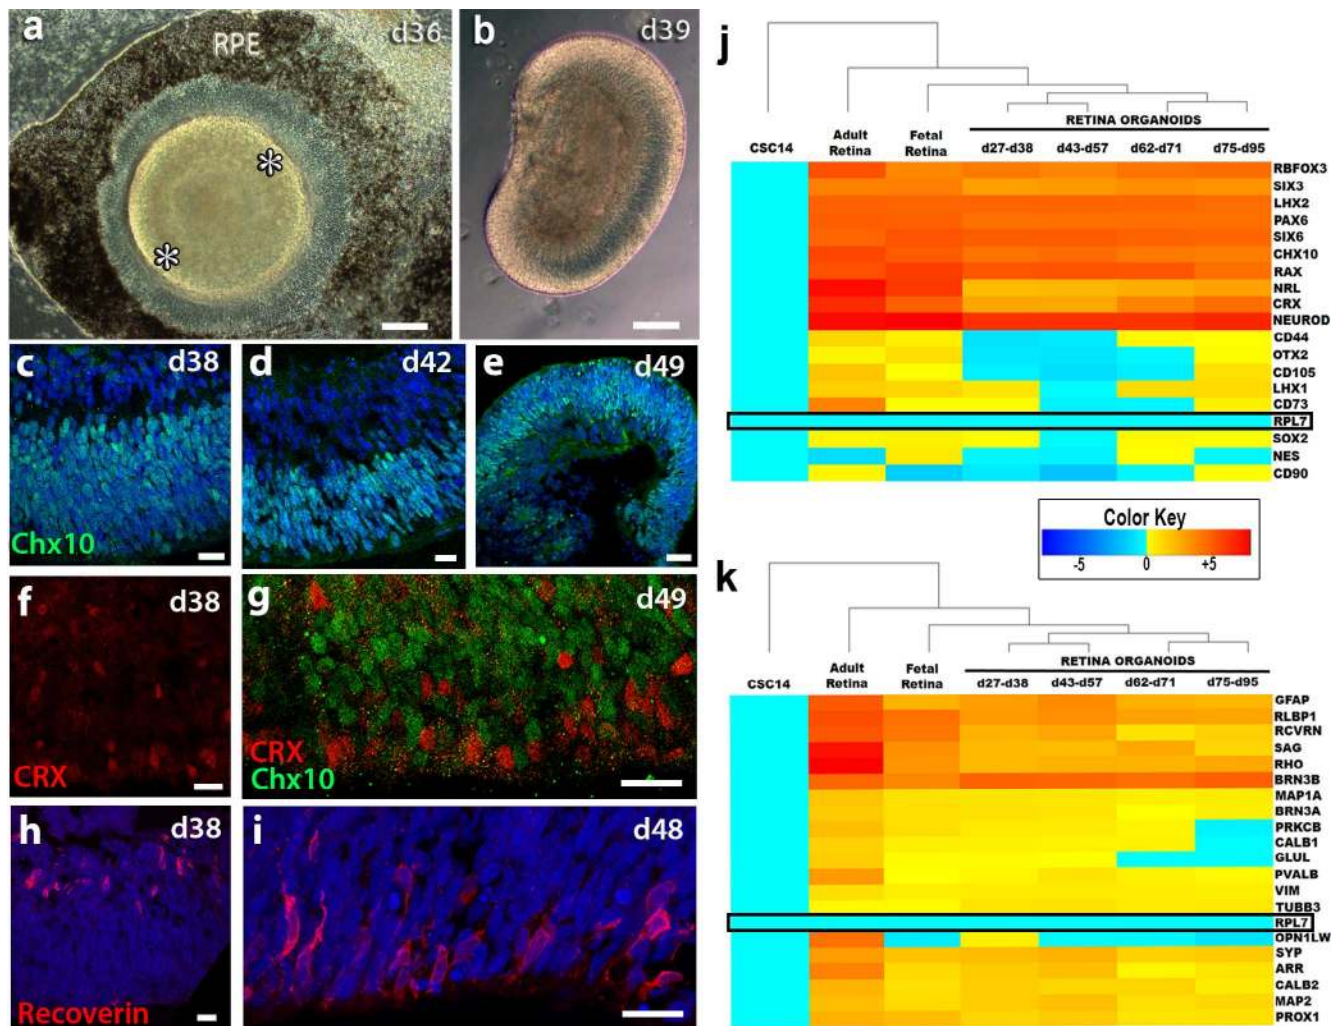 a
RPE
d36
b
d39
c
d38
Chx10
d
d42
e
d49
f
d38
CRX
g
d49
CRX
Chx10
h
d38
Recoverin
i
d48
j
RETINA ORGANOIDS
CSC14
Adult
Retina
Fetal
Retina
d27-d38
d43-d57
d62-d71
d75-d95
RBFOX3
SIX3
LHX2
PAX6
SIX6
CHX10
RAX
NRL
CRX
NEUROD
CD44
OTX2
CD105
LHX1
CD73
RPL7
SOX2
NES
CD90
Color Key
-5 0 +5
k
RETINA ORGANOIDS
CSC14
Adult
Retina
Fetal
Retina
d27-d38
d43-d57
d62-d71
d75-d95
GFAP
RLBP1
RCVRN
SAG
RHO
BRN3B
MAP1A
BRN3A
PRKCB
CALB1
GLUL
PVALB
VIM
TUBB3
RPL7
OPN1LW
SYP
ARR
CALB2
MAP2
PROX1